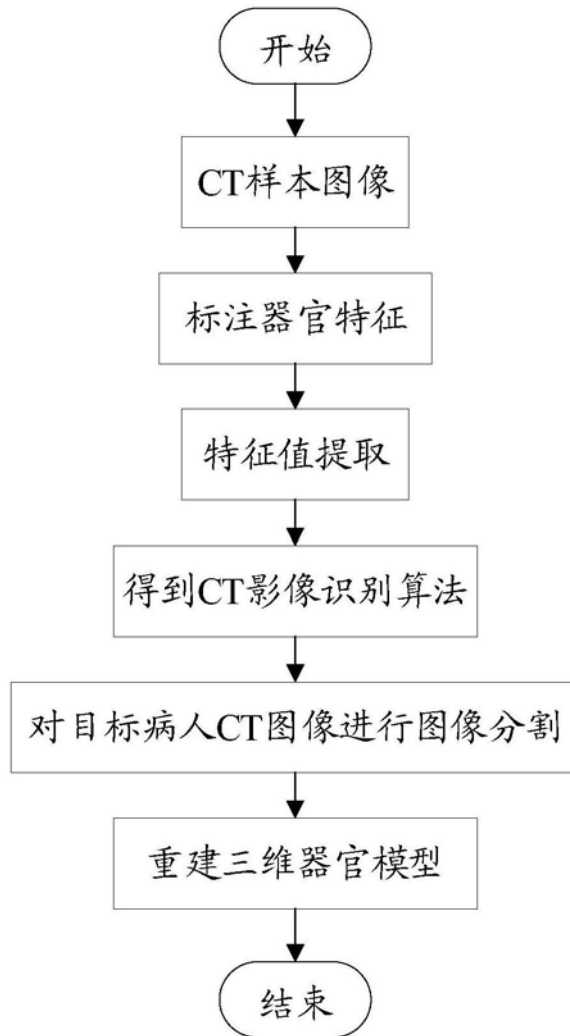 开始
CT样本图像
标注器官特征
特征值提取
得到CT影像识别算法
对目标病人CT图像进行图像分割
重建三维器官模型
结束